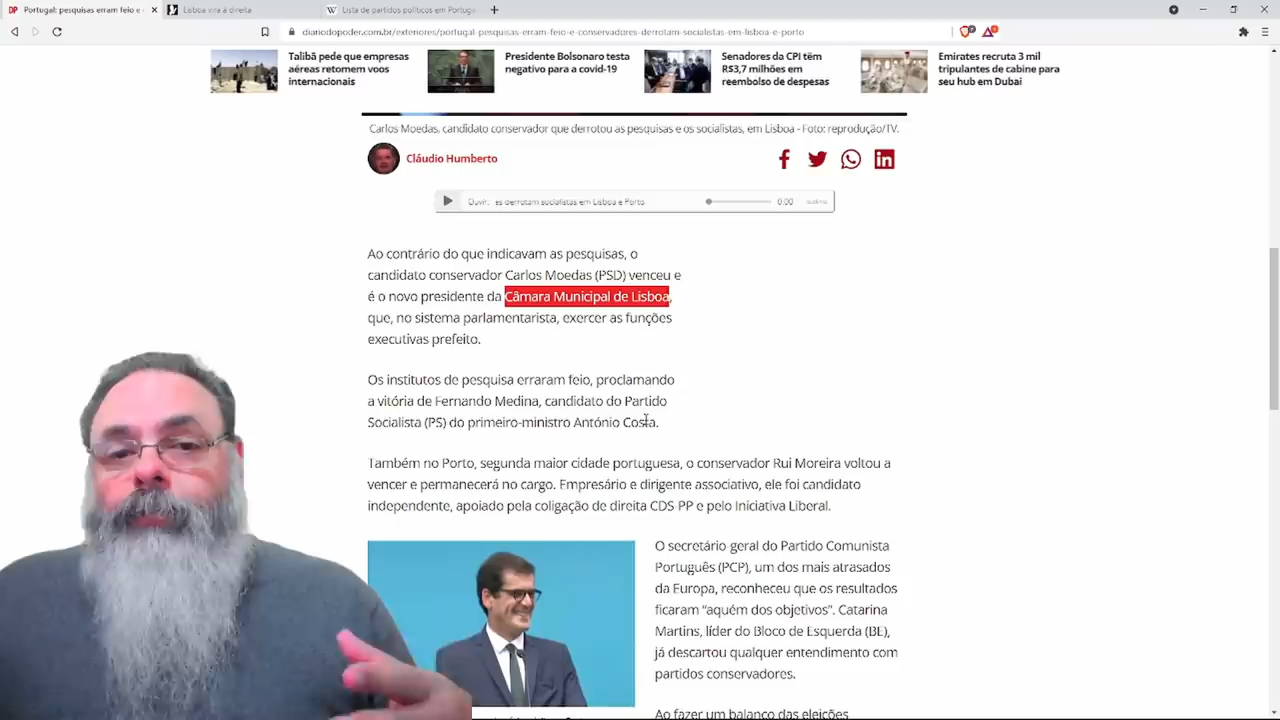 DP Portugal: pesquisas erram feio e
Lisboa vira à direita
W Lista de partidos políticos em Portuga
diariodopoder.com.br/exteriores/portugal-pesquisas-erram-feio-e-conservadores-derrotam-socialistas-em-lisboa-e-porto
Talibã pede que empresas
aéreas retomem voos
internacionais
Presidente Bolsonaro testa
negativo para a covid-19
Senadores da CPI têm
R$3,7 milhões em
reembolso de despesas
Emirates recruta 3 mil
tripulantes de cabine para
seu hub em Dubai
Carlos Moedas, candidato conservador que derrotou as pesquisas e os socialistas, em Lisboa - Foto: reprodução/TV.
Cláudio Humberto
Ouvir: es derrotam socialistas em Lisboa e Porto 0:00
Ao contrário do que indicavam as pesquisas, o
candidato conservador Carlos Moedas (PSD) venceu e
é o novo presidente da Câmara Municipal de Lisboa,
que, no sistema parlamentarista, exercer as funções
executivas prefeito.
Os institutos de pesquisa erraram feio, proclamando
a vitória de Fernando Medina, candidato do Partido
Socialista (PS) do primeiro-ministro António Costa.
Também no Porto, segunda maior cidade portuguesa, o conservador Rui Moreira voltou a
vencer e permanecerá no cargo. Empresário e dirigente associativo, ele foi candidato
independente, apoiado pela coligação de direita CDS PP e pelo Iniciativa Liberal.
O secretário-geral do Partido Comunista
Português (PCP), um dos mais atrasados
da Europa, reconheceu que os resultados
ficaram “aquém dos objetivos”. Catarina
Martins, líder do Bloco de Esquerda (BE),
já descartou qualquer entendimento com
partidos conservadores.
Ao fazer um balanço das eleições